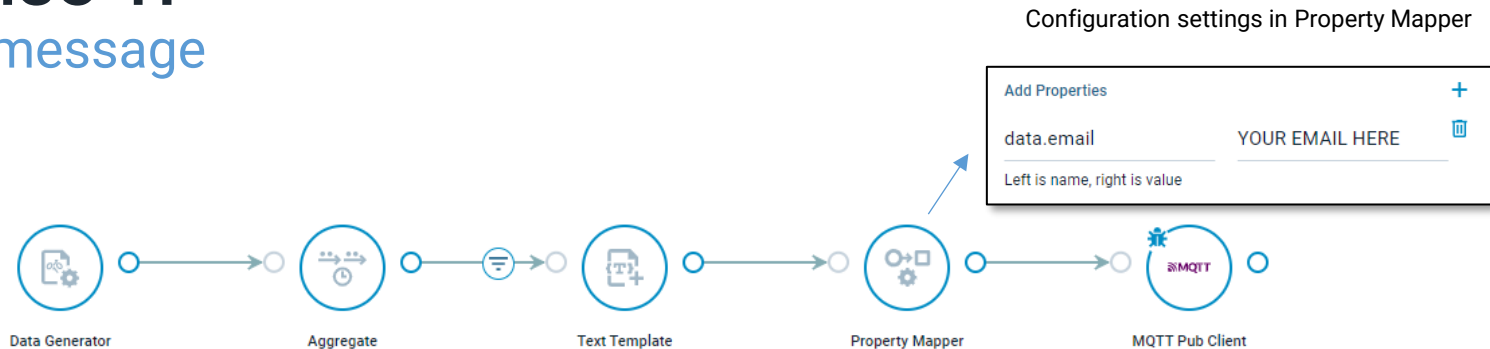 message
Configuration settings in Property Mapper
Add Properties
data.email YOUR EMAIL HERE
Left is name, right is value
{T}
MQTT
Data Generator
Aggregate
Text Template
Property Mapper
MQTT Pub Client